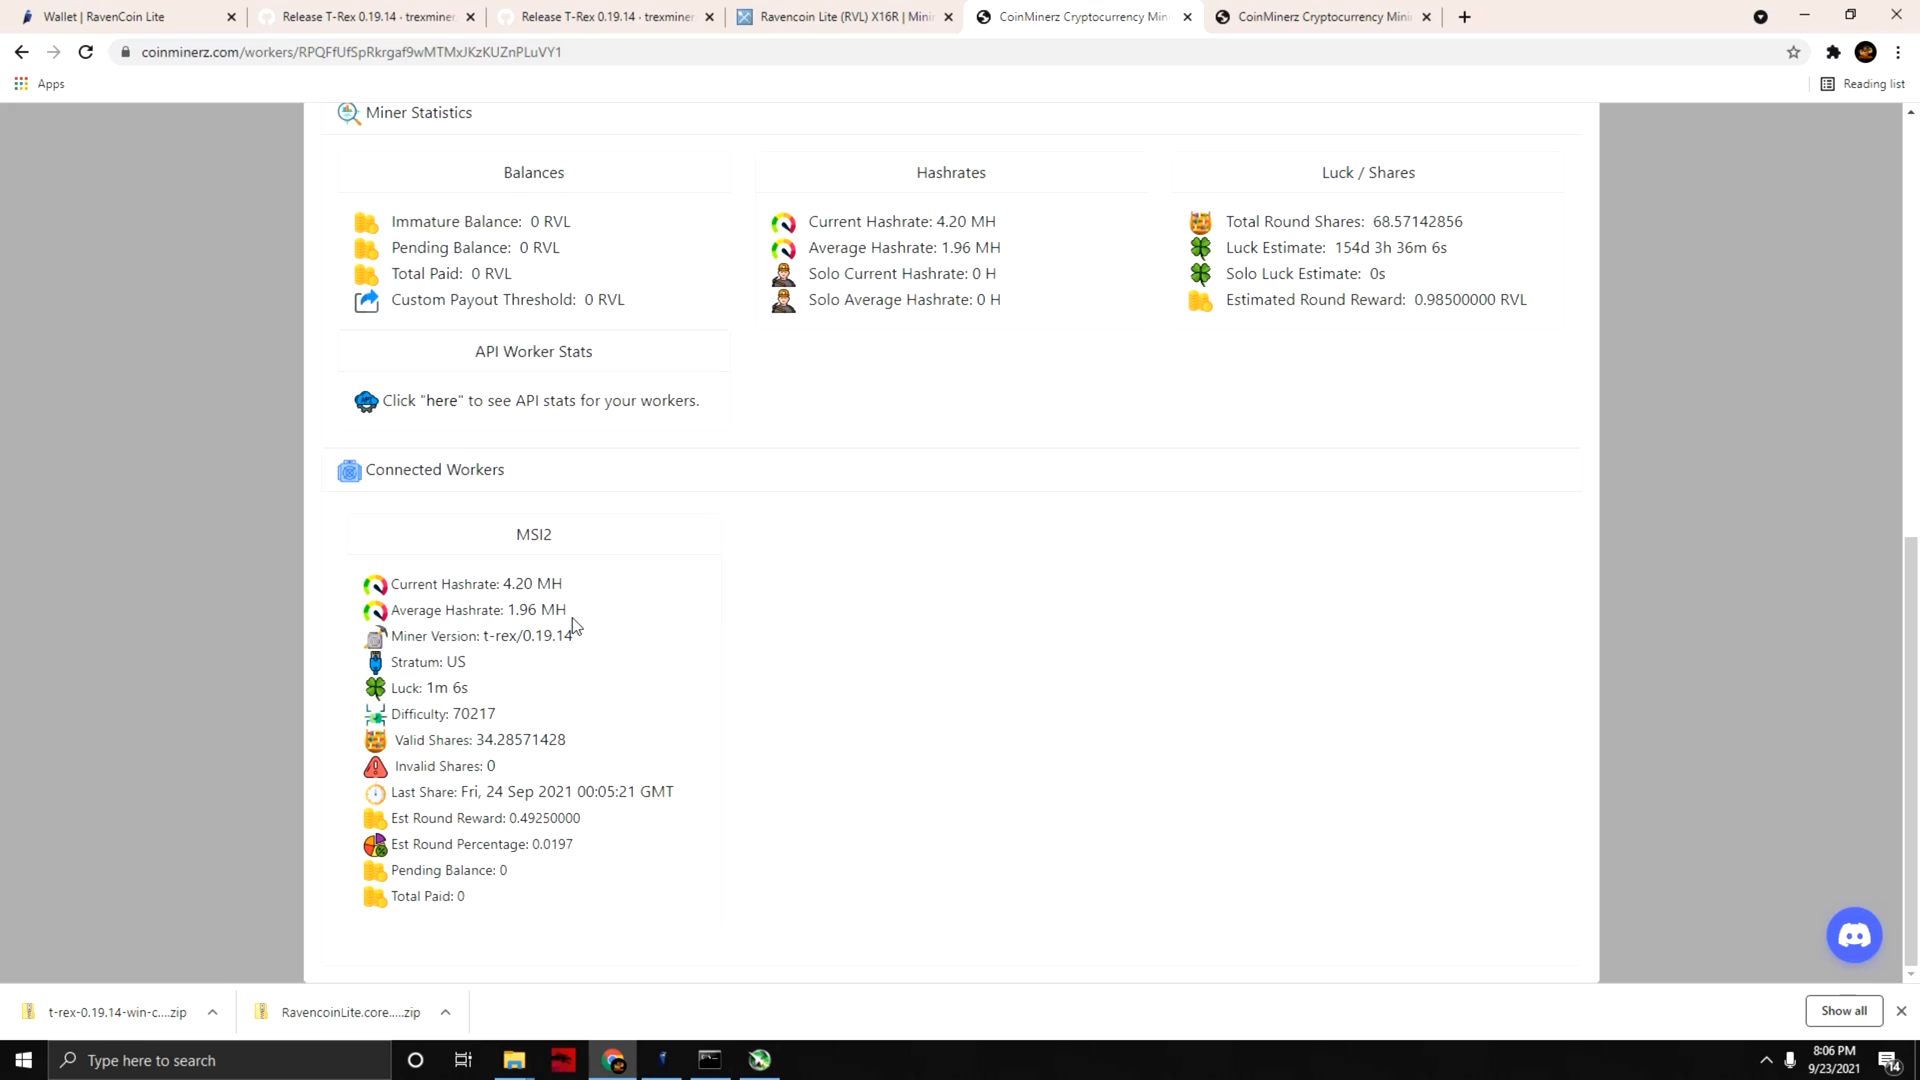 Wallet | RavenCoin Lite
Release T-Rex 0.19.14 · trexminer
Release T-Rex 0.19.14 · trexminer
Ravencoin Lite (RVL) X16R | Minin
CoinMinerz Cryptocurrency Min
CoinMinerz Cryptocurrency Mini
coinminerz.com/workers/RPQFfUfSpRkrgaf9wMTMxJKzKUZnPLuVY1
Apps
Reading list
Miner Statistics
Balances
Immature Balance: 0 RVL
Pending Balance: 0 RVL
Total Paid: 0 RVL
Custom Payout Threshold: 0 RVL
Hashrates
Current Hashrate: 4.20 MH
Average Hashrate: 1.96 MH
Solo Current Hashrate: 0 H
Solo Average Hashrate: 0 H
Luck / Shares
Total Round Shares: 68.57142856
Luck Estimate: 154d 3h 36m 6s
Solo Luck Estimate: 0s
Estimated Round Reward: 0.98500000 RVL
API Worker Stats
Click "here" to see API stats for your workers.
Connected Workers
MSI2
Current Hashrate: 4.20 MH
Average Hashrate: 1.96 MH
Miner Version: t-rex/0.19.14
Stratum: US
Luck: 1m 6s
Difficulty: 70217
Valid Shares: 34.28571428
Invalid Shares: 0
Last Share: Fri, 24 Sep 2021 00:05:21 GMT
Est Round Reward: 0.49250000
Est Round Percentage: 0.0197
Pending Balance: 0
Total Paid: 0
t-rex-0.19.14-win-c....zip
RavencoinLite.core.....zip
Show all
Type here to search
8:06 PM
9/23/2021
14